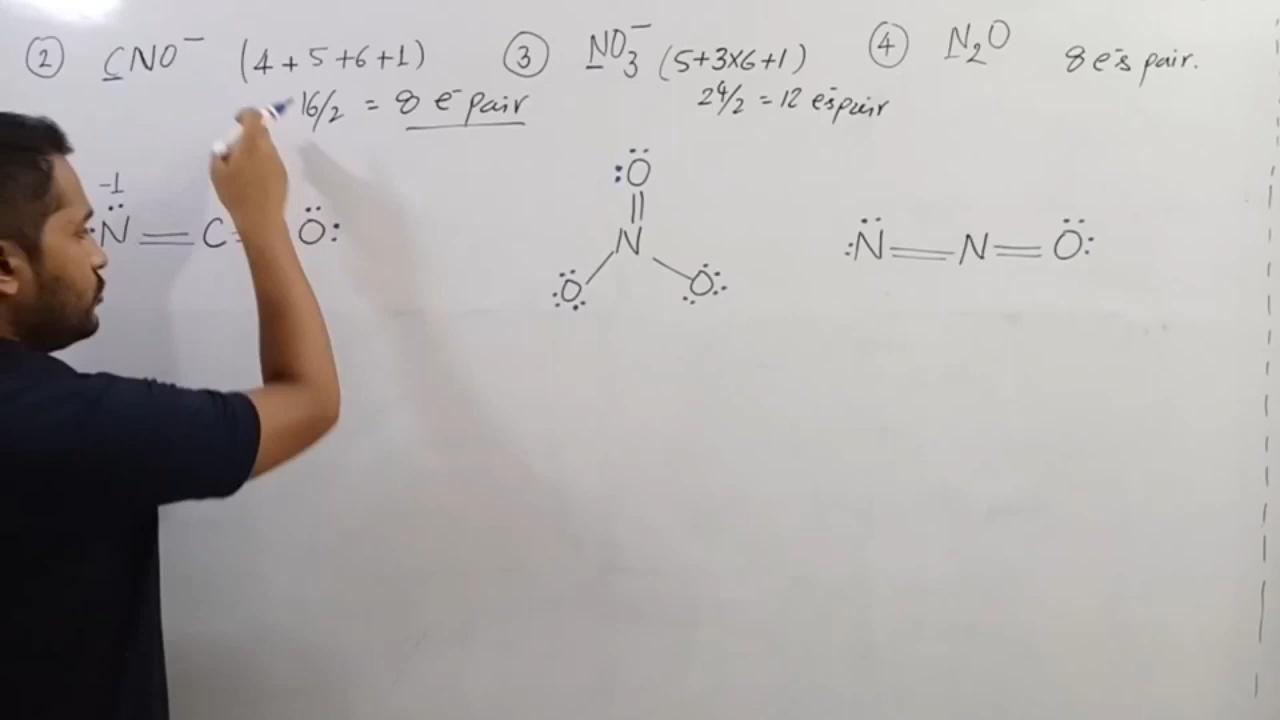 ② CNO⁻ (4+5+6+1)
16/2 = 8 e⁻ pair
-1
:N̈ = C = Ö:
③ NO₃⁻ (5+3×6+1)
24/2 = 12 e⁻s pair
:Ö
N
O O
④ N₂O 8 e⁻s pair.
:N̈ = N = Ö: